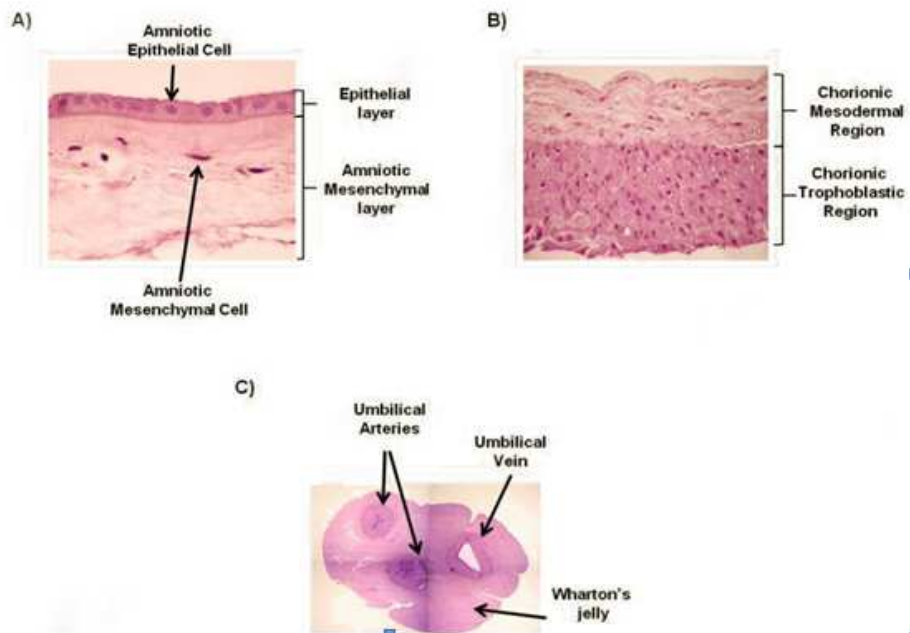 A)
Amniotic
Epithelial Cell
Epithelial
layer
Amniotic
Mesenchymal
layer
Amniotic
Mesenchymal Cell
B)
Chorionic
Mesodermal
Region
Chorionic
Trophoblastic
Region
C)
Umbilical
Arteries
Umbilical
Vein
Wharton's
jelly